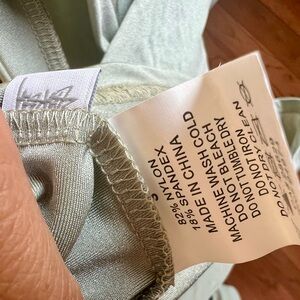 S
82% NYLON
18% SPANDEX
MADE IN CHINA
MACHINE WASH COLD
DO NOT BLEACH
DO NOT TUMBLE DRY
DO NOT IRON
DO NOT DRY CLEAN